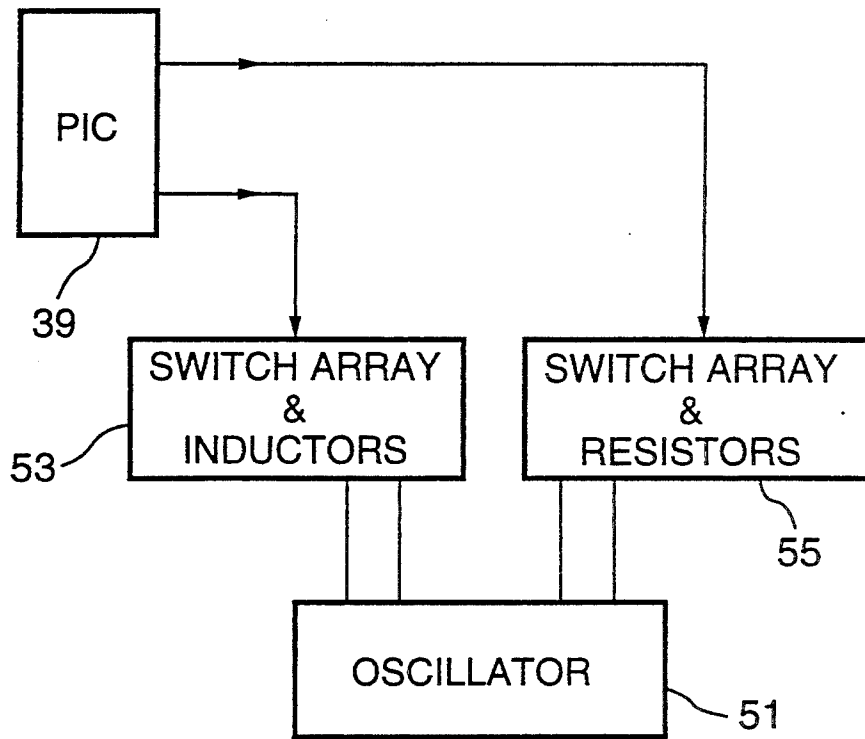 PIC
39
SWITCH ARRAY
&
INDUCTORS
53
SWITCH ARRAY
&
RESISTORS
55
OSCILLATOR
51